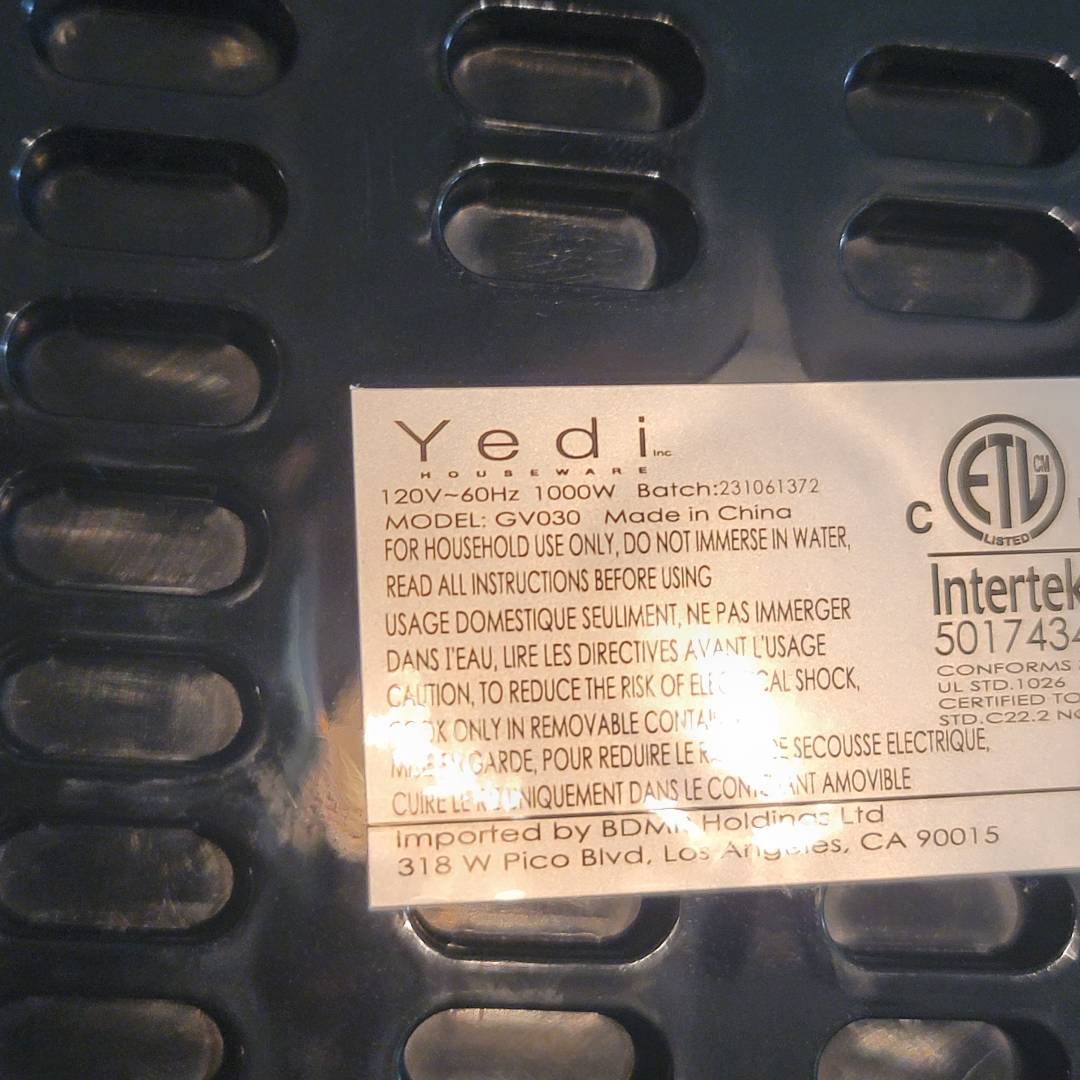 Yedi Inc
HOUSEWARE
120V~60Hz 1000W Batch:231061372
MODEL: GV030 Made in China
FOR HOUSEHOLD USE ONLY, DO NOT IMMERSE IN WATER,
READ ALL INSTRUCTIONS BEFORE USING
USAGE DOMESTIQUE SEULIMENT, NE PAS IMMERGER
DANS I'EAU, LIRE LES DIRECTIVES AVANT L'USAGE
CAUTION, TO REDUCE THE RISK OF SHOCK,
ONLY IN REMOVABLE
GARDE, POUR REDUIRE LE SECOUSSE ELECTRIQUE,
CUIRE UNIQUEMENT DANS LE AMOVIBLE
Imported by Holdings Ltd
318 W Pico Blvd, Los Angeles, CA 90015
C ETL CM
LISTED
Intertek
501743
CONFORMS
UL STD.1026
CERTIFIED TO
STD.C22.2